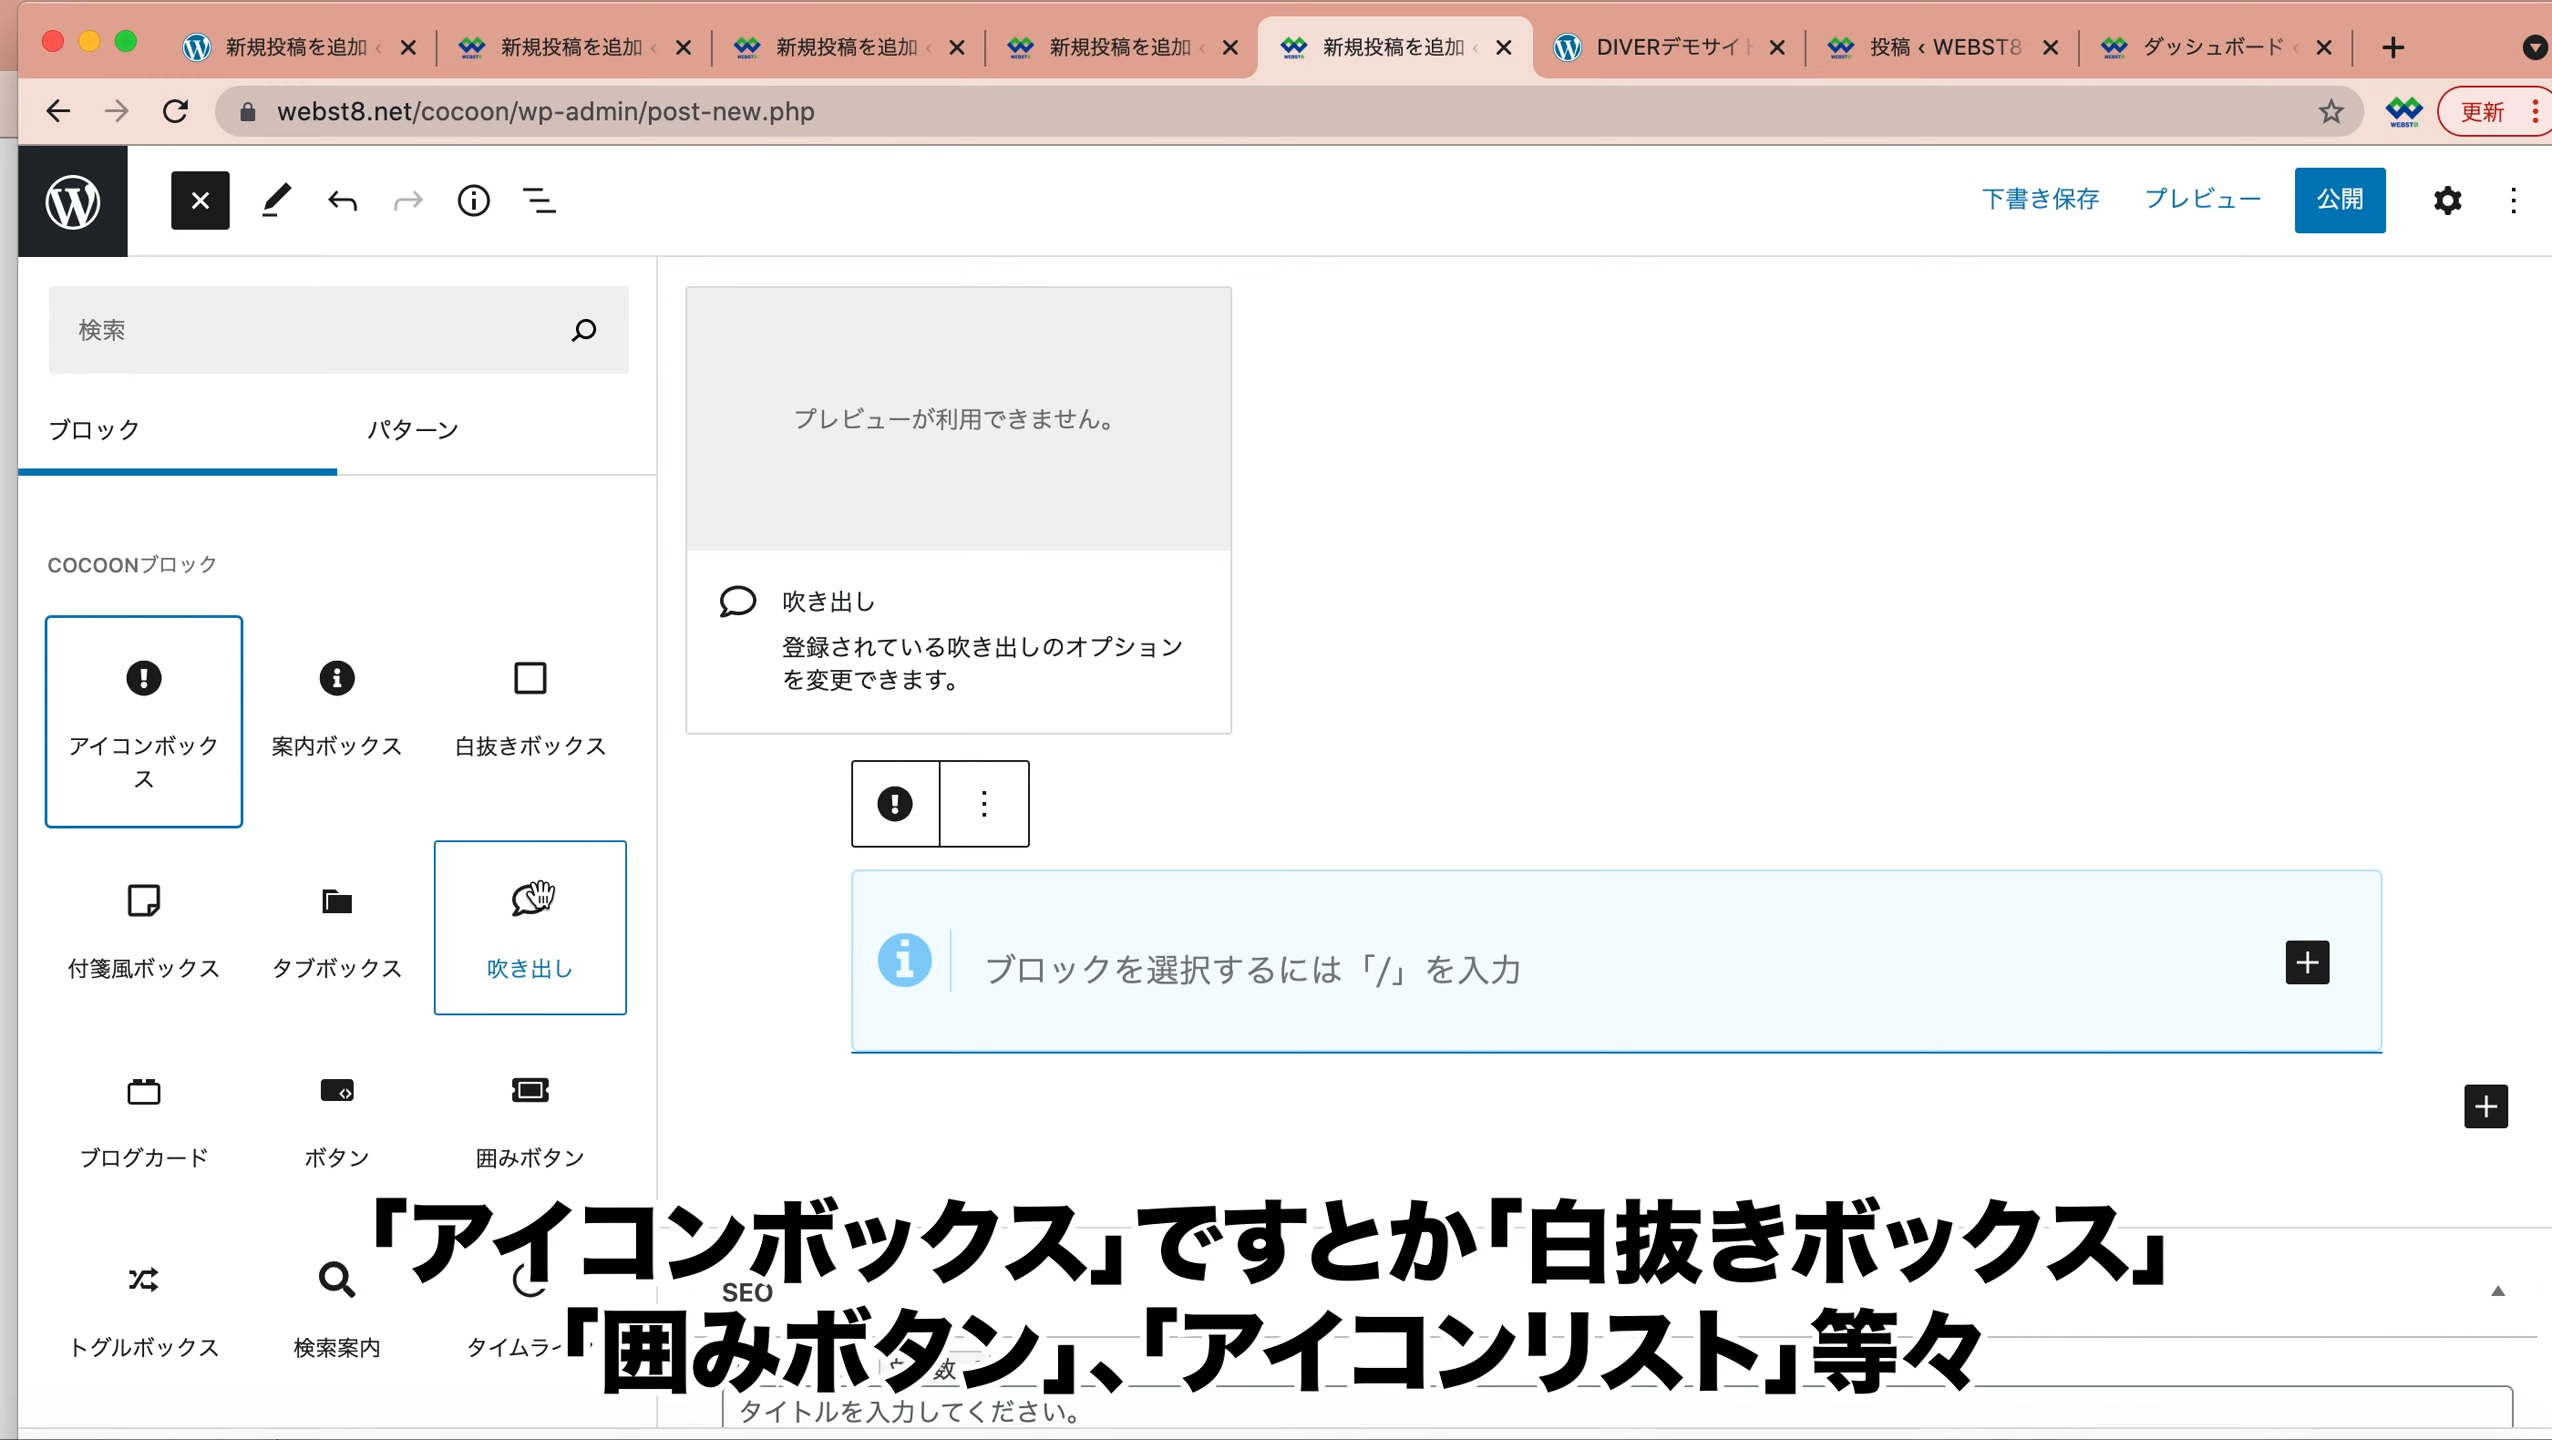 新規投稿を追加
新規投稿を追加
新規投稿を追加
新規投稿を追加
新規投稿を追加
DIVERデモサイ
投稿 ‹ WEBST8
ダッシュボード
webst8.net/cocoon/wp-admin/post-new.php
更新
下書き保存
プレビュー
公開
検索
ブロック
パターン
COCOONブロック
アイコンボック
ス
案内ボックス
白抜きボックス
付箋風ボックス
タブボックス
吹き出し
ブログカード
ボタン
囲みボタン
トグルボックス
検索案内
タイムラ
プレビューが利用できません。
吹き出し
登録されている吹き出しのオプション
を変更できます。
ブロックを選択するには「/」を入力
SEO
タイトルを入力してください。
「アイコンボックス」ですとか「白抜きボックス」
「囲みボタン」、「アイコンリスト」等々